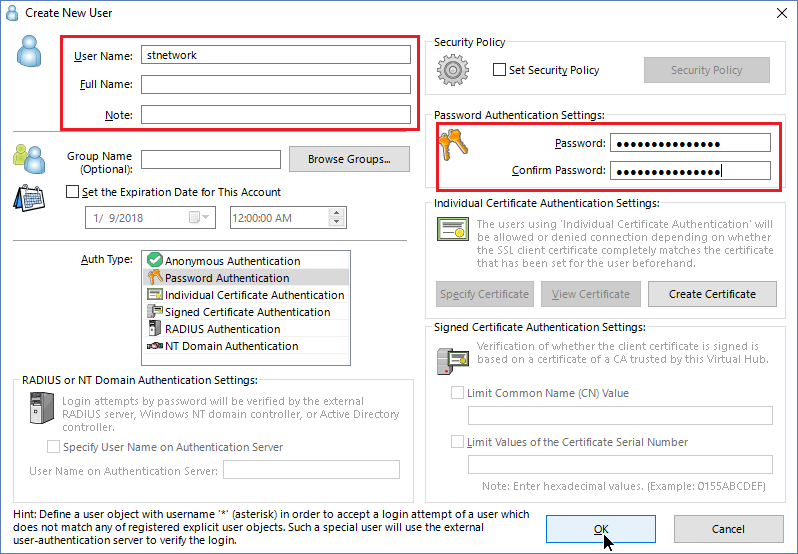 Create New User
User Name: stnetwork
Full Name:
Note:
Group Name
(Optional):
Browse Groups...
Set the Expiration Date for This Account
1/ 9/2018
12:00:00 AM
Auth Type:
Anonymous Authentication
Password Authentication
Individual Certificate Authentication
Signed Certificate Authentication
RADIUS Authentication
NT Domain Authentication
RADIUS or NT Domain Authentication Settings:
Login attempts by password will be verified by the external
RADIUS server, Windows NT domain controller, or Active Directory
controller.
Specify User Name on Authentication Server
User Name on Authentication Server:
Hint: Define a user object with username '*' (asterisk) in order to accept a login attempt of a user which
does not match any of registered explicit user objects. Such a special user will use the external
user-authentication server to verify the login.
Security Policy
Set Security Policy
Security Policy
Password Authentication Settings:
Password: ●●●●●●●●●●●●●●●
Confirm Password: ●●●●●●●●●●●●●●●
Individual Certificate Authentication Settings:
The users using 'Individual Certificate Authentication' will
be allowed or denied connection depending on whether
the SSL client certificate completely matches the certificate
that has been set for the user beforehand.
Specify Certificate
View Certificate
Create Certificate
Signed Certificate Authentication Settings:
Verification of whether the client certificate is signed is
based on a certificate of a CA trusted by this Virtual Hub.
Limit Common Name (CN) Value
Limit Values of the Certificate Serial Number
Note: Enter hexadecimal values. (Example: 0155ABCDEF)
OK
Cancel